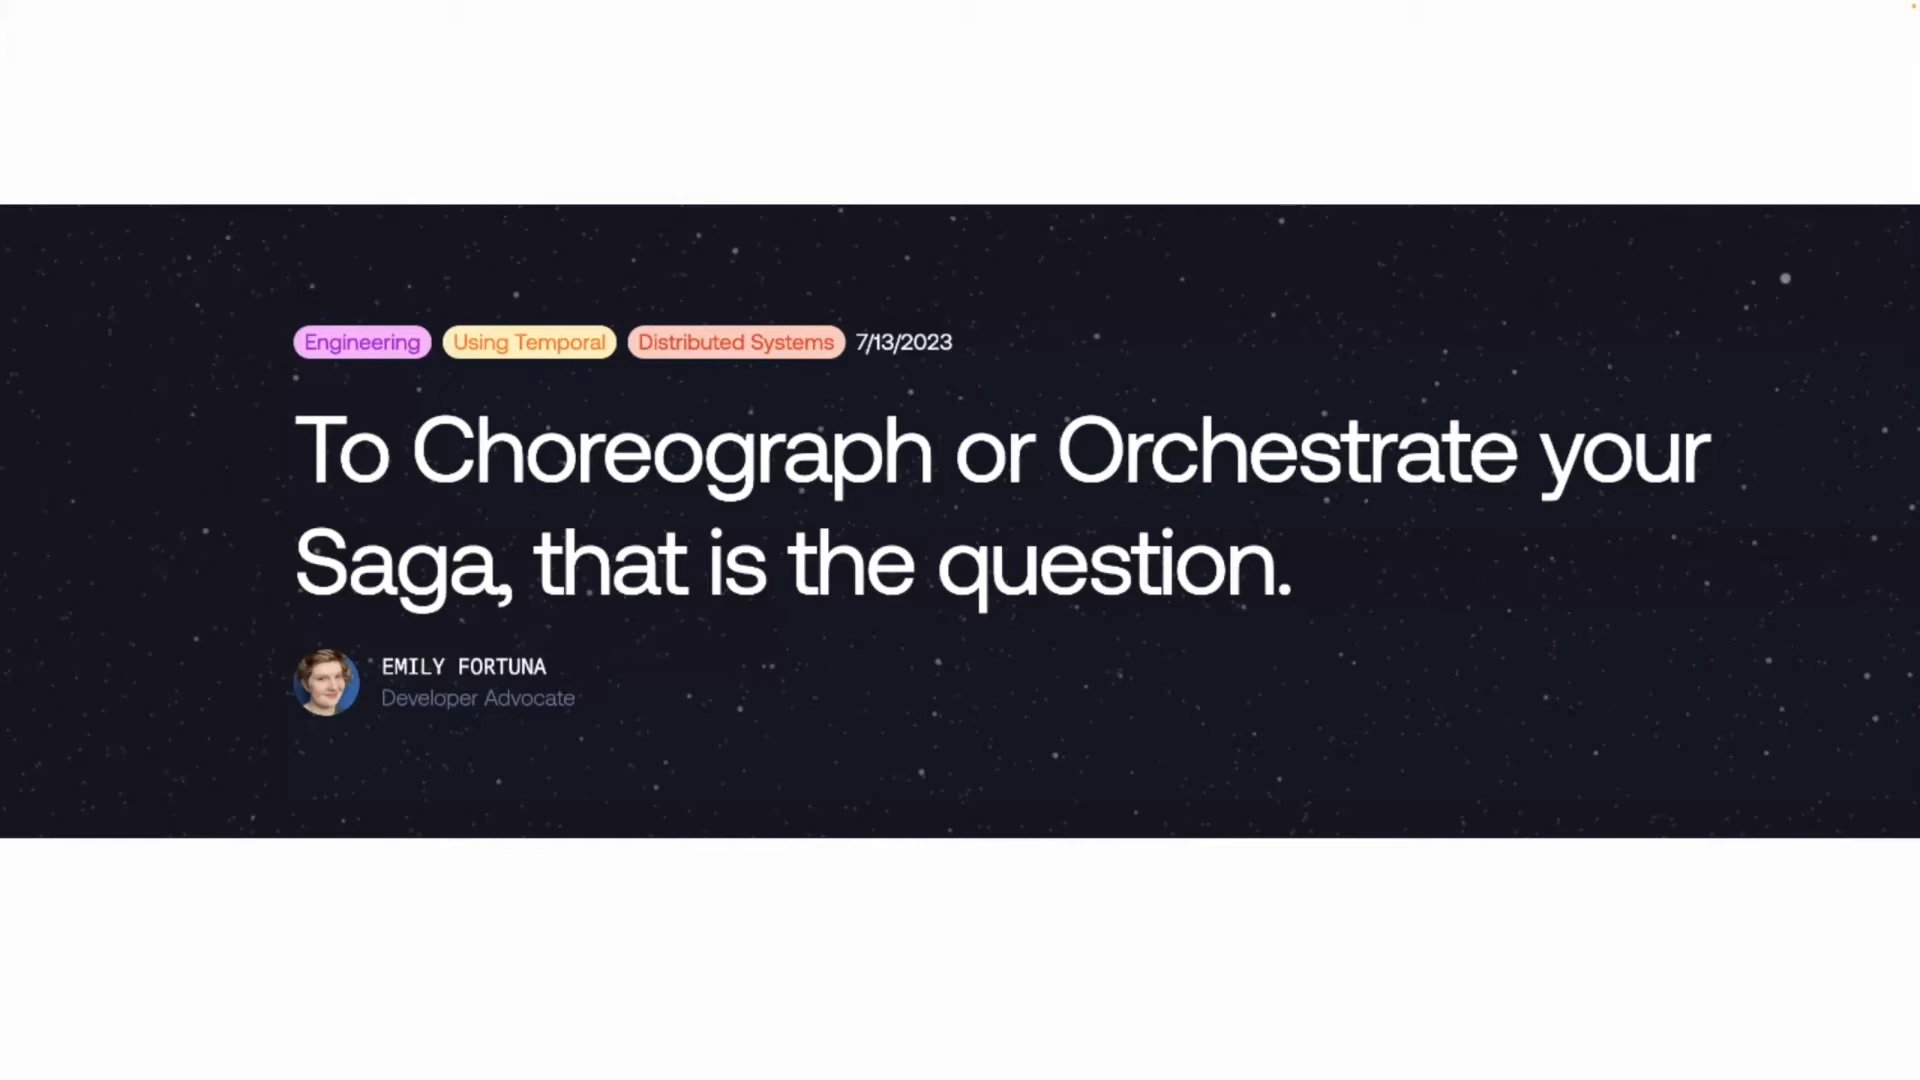 Engineering Using Temporal Distributed Systems 7/13/2023
To Choreograph or Orchestrate your
Saga, that is the question.
EMILY FORTUNA
Developer Advocate